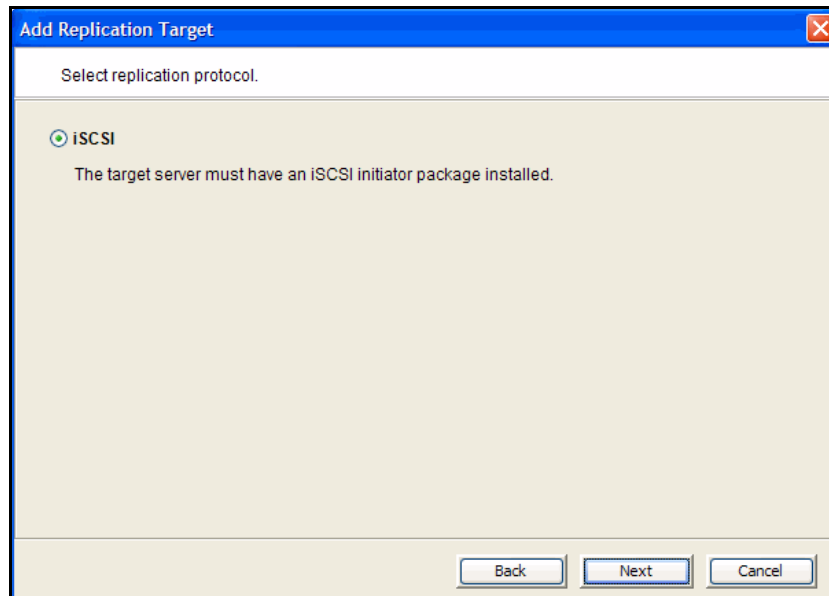 Add Replication Target
Select replication protocol.
iSCSI
The target server must have an iSCSI initiator package installed.
Back
Next
Cancel